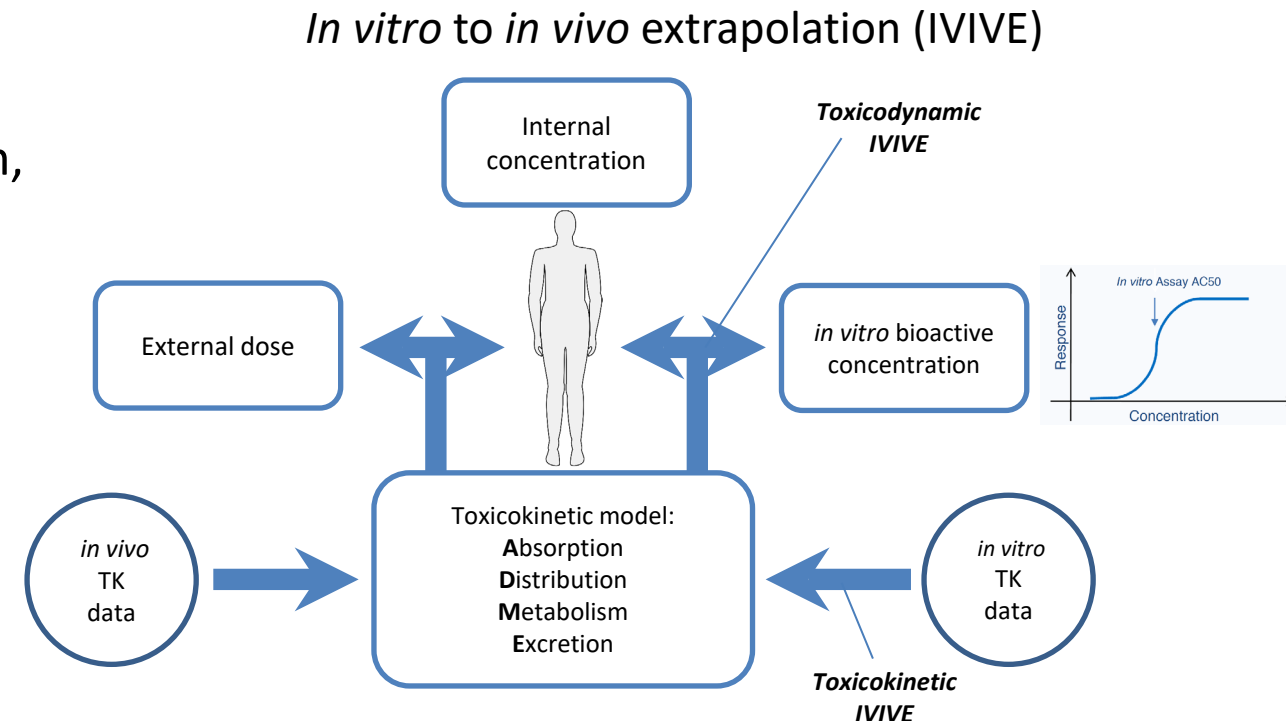 In vitro to in vivo extrapolation (IVIVE)
Internal
concentration
Toxicodynamic
IVIVE
External dose
in vitro bioactive
concentration
In vitro Assay AC50
Response
Concentration
in vivo
TK
data
Toxicokinetic model:
Absorption
Distribution
Metabolism
Excretion
in vitro
TK
data
Toxicokinetic
IVIVE